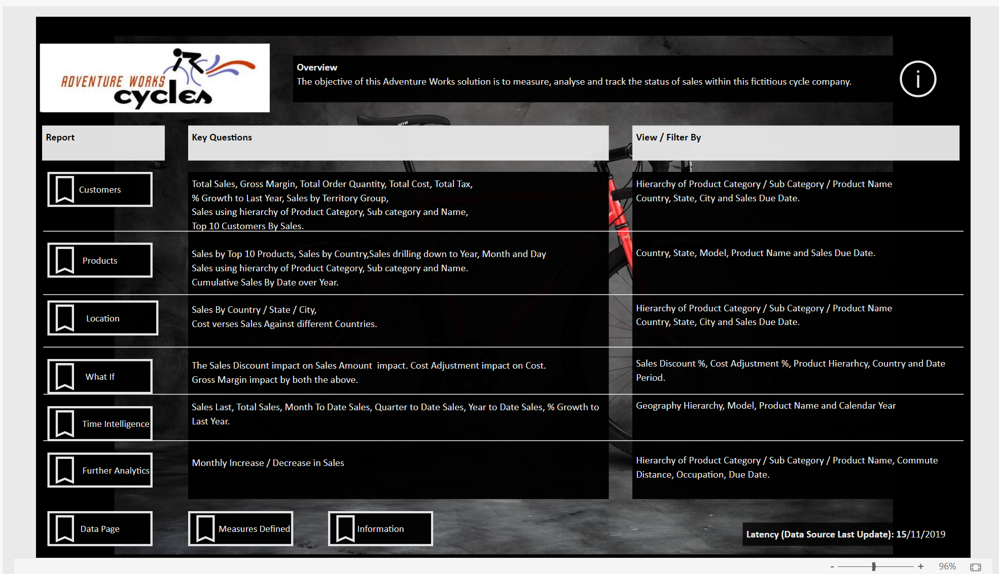 ADVENTURE WORKS
cycles
Overview
The objective of this Adventure Works solution is to measure, analyse and track the status of sales within this fictitious cycle company.
i
WTB
Report
Key Questions
View / Filter By
Customers
Total Sales, Gross Margin, Total Order Quantity, Total Cost, Total Tax,
% Growth to Last Year, Sales by Territory Group,
Sales using hierarchy of Product Category, Sub category and Name,
Top 10 Customers By Sales.
Hierarchy of Product Category / Sub Category / Product Name
Country, State, City and Sales Due Date.
Products
Sales by Top 10 Products, Sales by Country,Sales drilling down to Year, Month and Day
Sales using hierarchy of Product Category, Sub category and Name.
Cumulative Sales By Date over Year.
Country, State, Model, Product Name and Sales Due Date.
Location
Sales By Country / State / City,
Cost verses Sales Against different Countries.
Hierarchy of Product Category / Sub Category / Product Name
Country, State, City and Sales Due Date.
What If
The Sales Discount impact on Sales Amount  impact. Cost Adjustment impact on Cost.
Gross Margin impact by both the above.
Sales Discount %, Cost Adjustment %, Product Hierarhcy, Country and Date
Period.
Time Intelligence
Sales Last, Total Sales, Month To Date Sales, Quarter to Date Sales, Year to Date Sales, % Growth to
Last Year.
Geography Hierarchy, Model, Product Name and Calendar Year
Further Analytics
Monthly Increase / Decrease in Sales
Hierarchy of Product Category / Sub Category / Product Name, Commute
Distance, Occupation, Due Date.
Data Page
Measures Defined
Information
Latency (Data Source Last Update): 15/11/2019
- + 96%